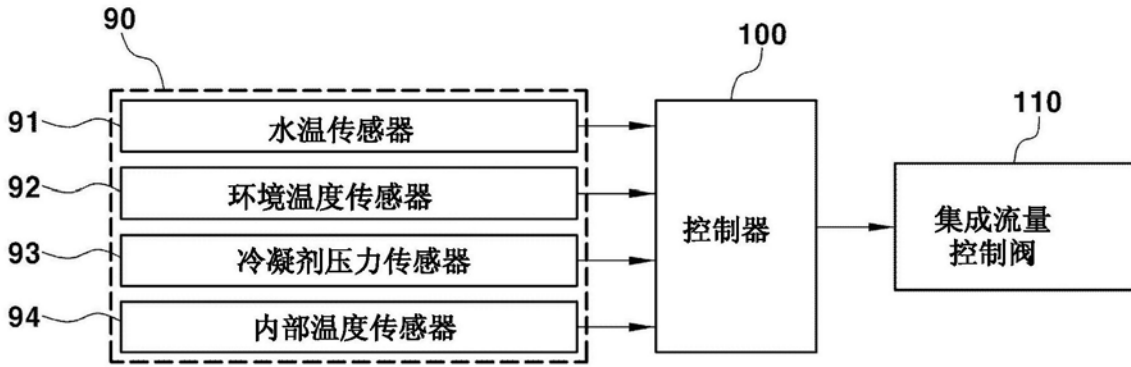 90
100
110
91
水温传感器
92
环境温度传感器
93
冷凝剂压力传感器
94
内部温度传感器
控制器
集成流量
控制阀